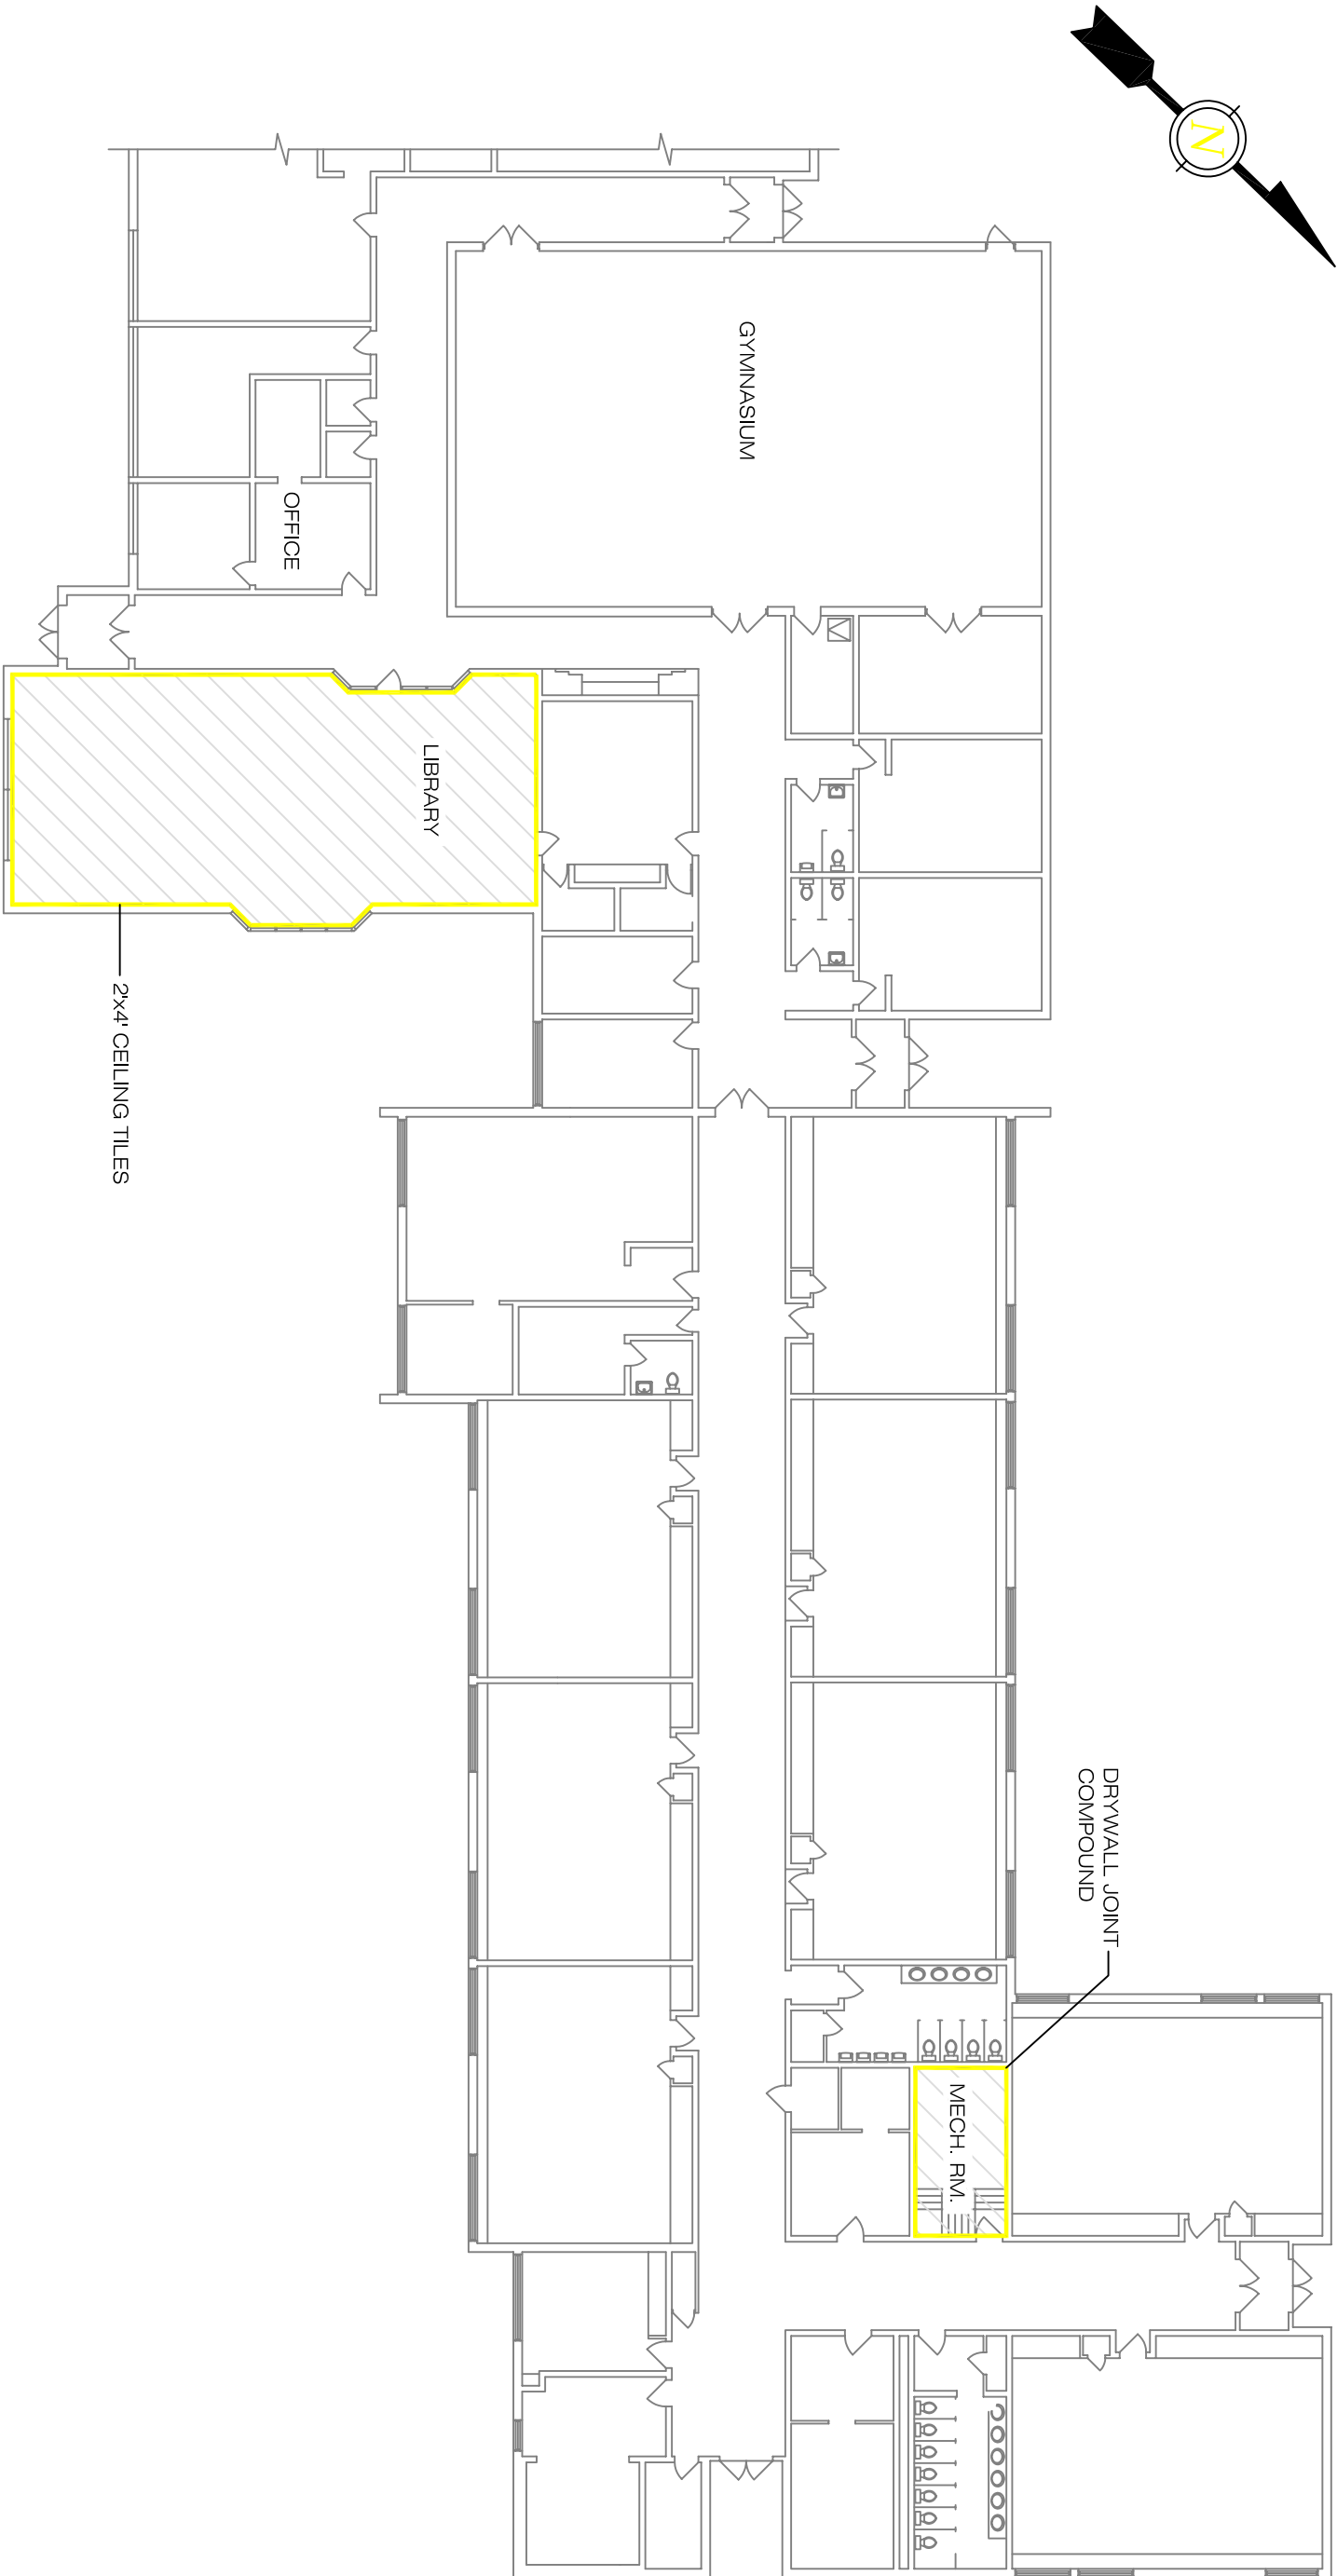 N
GYMNASIUM
OFFICE
LIBRARY
2'x4' CEILING TILES
DRYWALL JOINT
COMPOUND
MECH. RM.